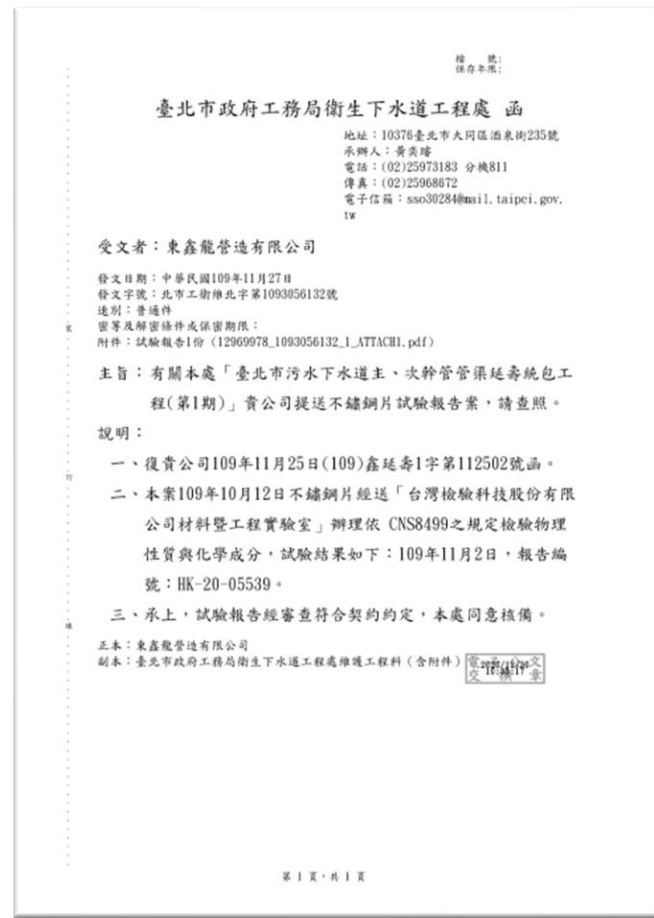 檔　　號:
保存年限:
臺北市政府工務局衛生下水道工程處 函
地址：10376臺北市大同區酒泉街235號
承辦人：黃奕璿
電話：(02)25973183 分機811
傳真：(02)25968672
電子信箱：sso30284@mail.taipei.gov.
tw
受文者：東鑫龍營造有限公司
發文日期：中華民國109年11月27日
發文字號：北市工衛維北字第1093056132號
速別：普通件
密等及解密條件或保密期限：
附件：試驗報告1份 (12969978_1093056132_1_ATTACH1.pdf)
主旨：有關本處「臺北市污水下水道主、次幹管管渠延壽統包工
程(第1期)」貴公司提送不鏽鋼片試驗報告案，請查照。
說明：
一、復貴公司109年11月25日(109)鑫延壽1字第112502號函。
二、本案109年10月12日不鏽鋼片經送「台灣檢驗科技股份有限
公司材料暨工程實驗室」辦理依 CNS8499之規定檢驗物理
性質與化學成分，試驗結果如下：109年11月2日，報告編
號：HK-20-05539。
三、承上，試驗報告經審查符合契約約定，本處同意核備。
正本：東鑫龍營造有限公司
副本：臺北市政府工務局衛生下水道工程處維護工程科（含附件）
電子公文
交換章
裝
訂
線
第 1 頁，共 1 頁